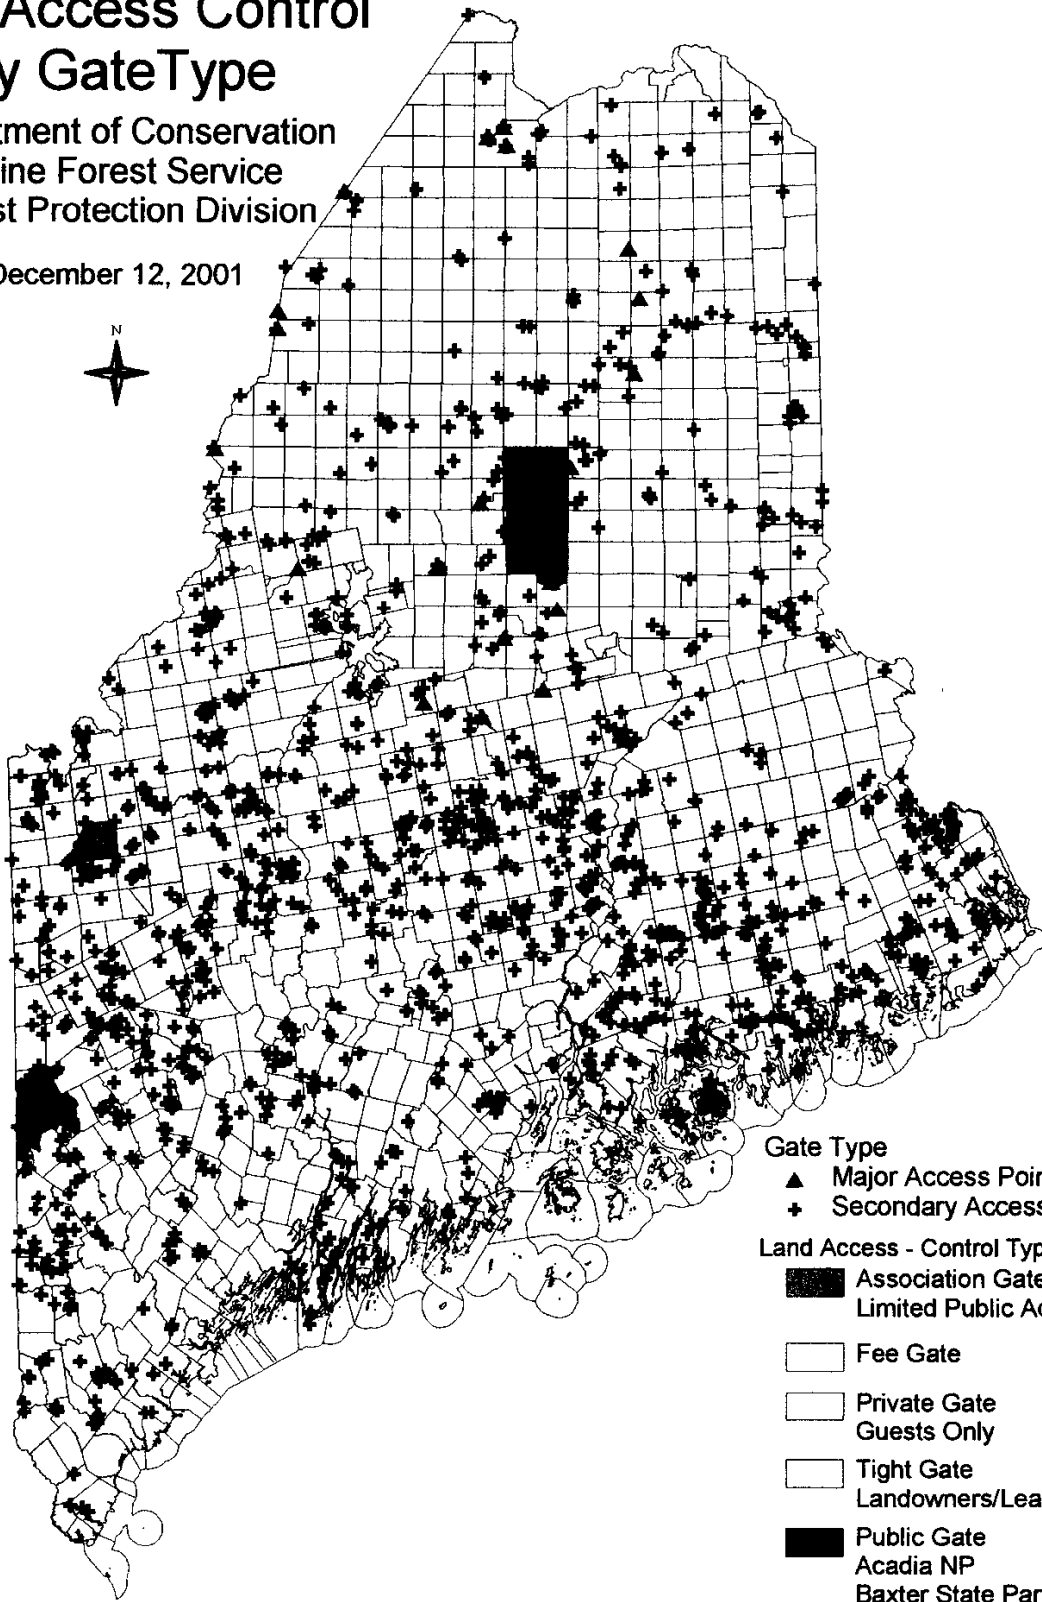 Access Control
y GateType
tment of Conservation
ine Forest Service
st Protection Division
December 12, 2001
N
Gate Type
Major Access Poin
Secondary Access
Land Access - Control Typ
Association Gate
Limited Public Ac
Fee Gate
Private Gate
Guests Only
Tight Gate
Landowners/Lea
Public Gate
Acadia NP
Baxter State Par